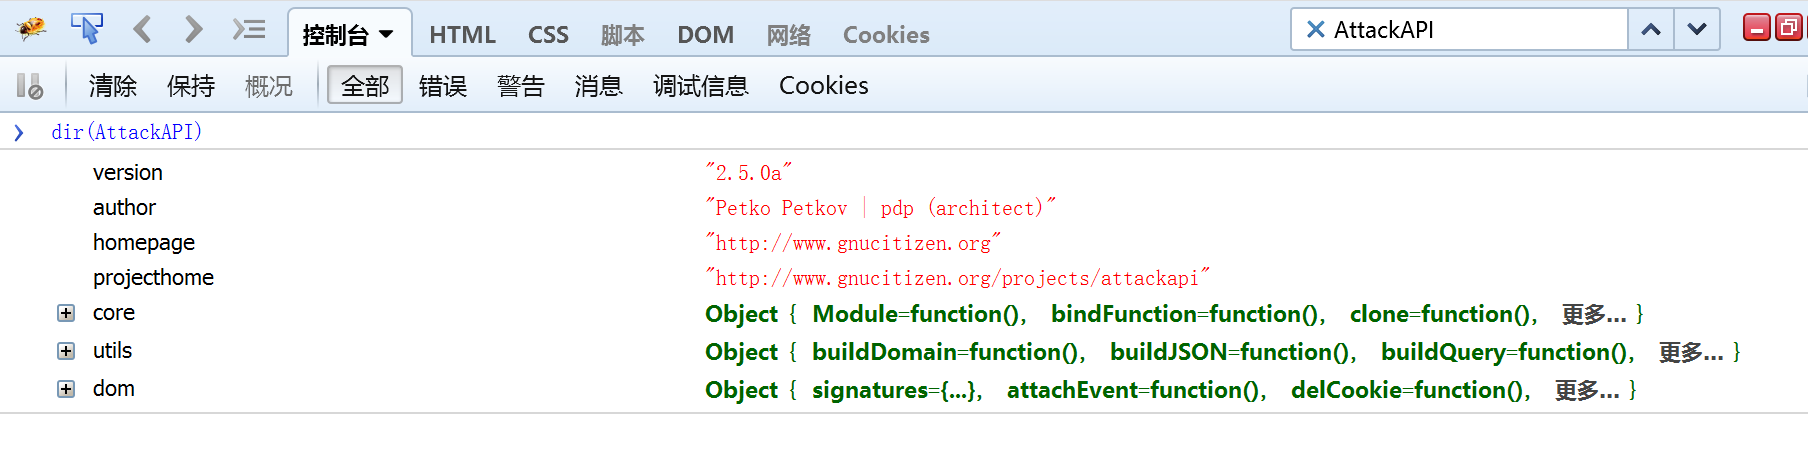 控制台 HTML CSS 脚本 DOM 网络 Cookies AttackAPI
清除 保持 概况 全部 错误 警告 消息 调试信息 Cookies
dir(AttackAPI)
version "2.5.0a"
author "Petko Petkov | pdp (architect)"
homepage "http://www.gnucitizen.org"
projecthome "http://www.gnucitizen.org/projects/attackapi"
core Object { Module=function(), bindFunction=function(), clone=function(), 更多... }
utils Object { buildDomain=function(), buildJSON=function(), buildQuery=function(), 更多... }
dom Object { signatures={...}, attachEvent=function(), delCookie=function(), 更多... }